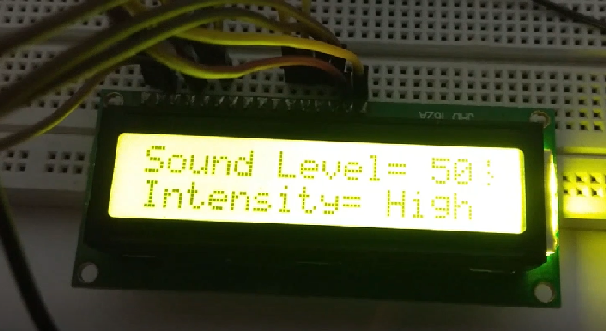 Sound Level= 50
Intensity= High